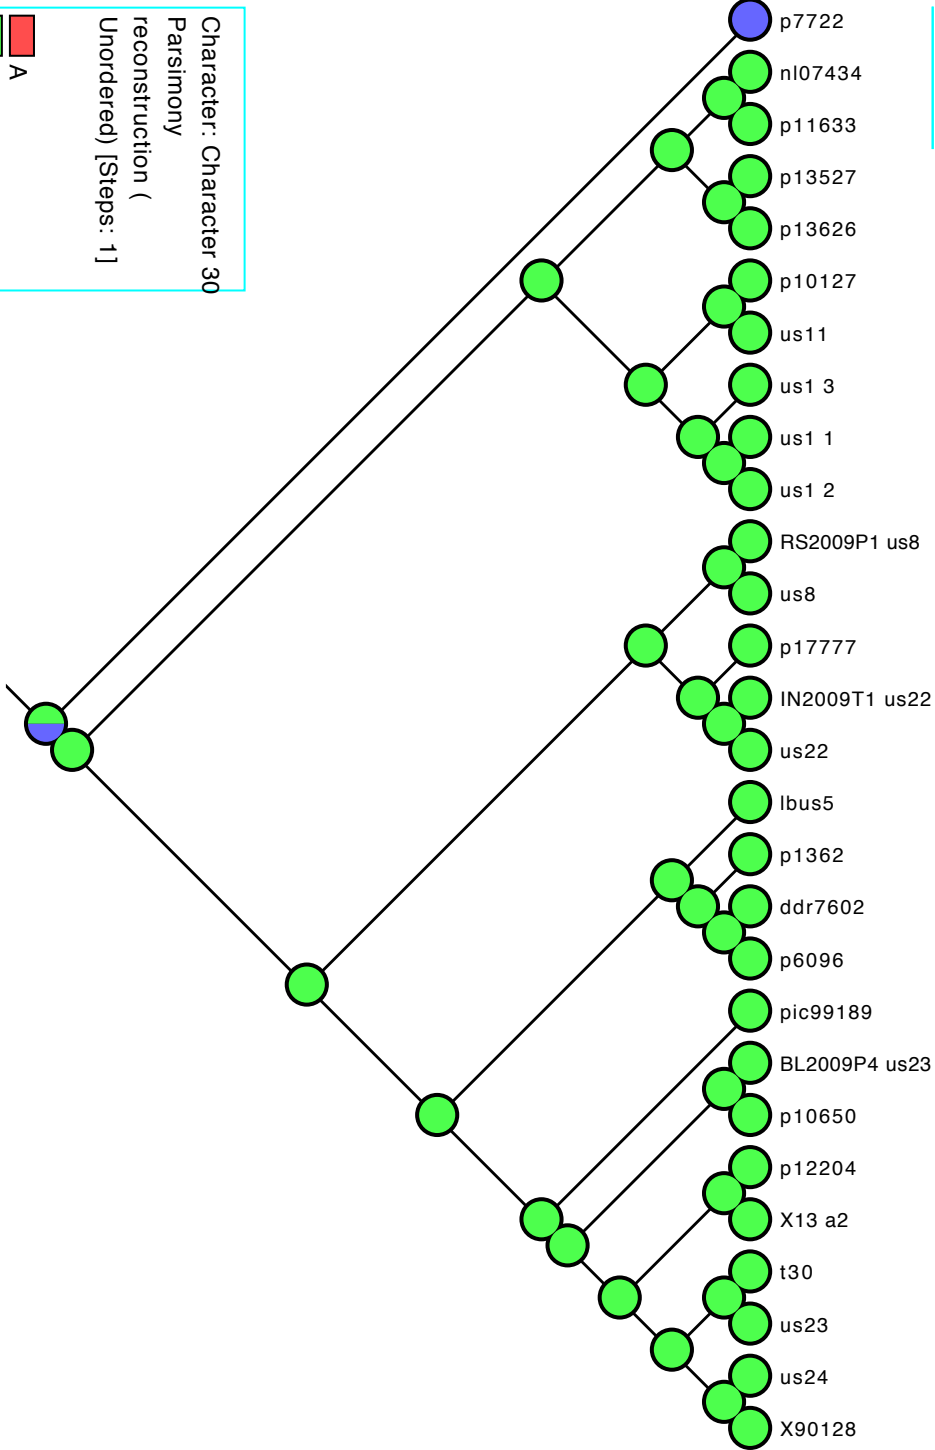 p7722
nl07434
p11633
p13527
p13626
p10127
us11
us1 3
us1 1
us1 2
RS2009P1 us8
us8
p17777
IN2009T1 us22
us22
lbus5
p1362
ddr7602
p6096
pic99189
BL2009P4 us23
p10650
p12204
X13 a2
t30
us23
us24
X90128
Character: Character 30
Parsimony
reconstruction (
Unordered) [Steps: 1]
A